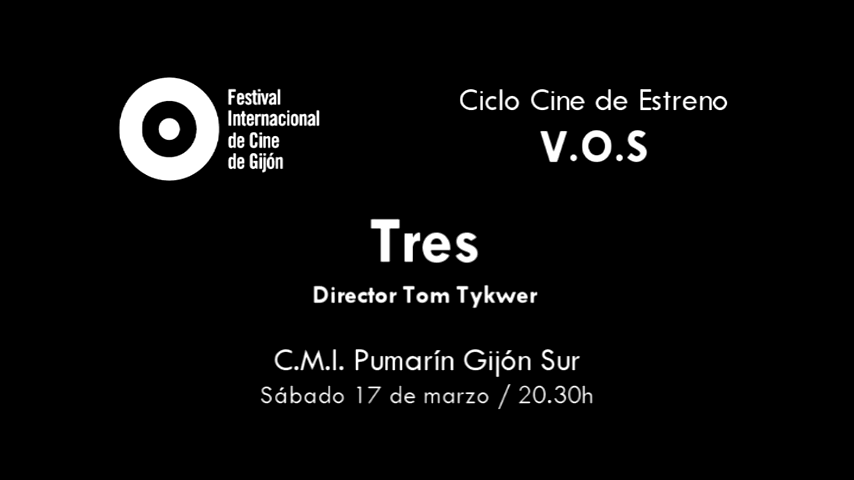 Festival
Internacional
de Cine
de Gijón
Ciclo Cine de Estreno
V.O.S
Tres
Director Tom Tykwer
C.M.I. Pumarín Gijón Sur
Sábado 17 de marzo / 20.30h